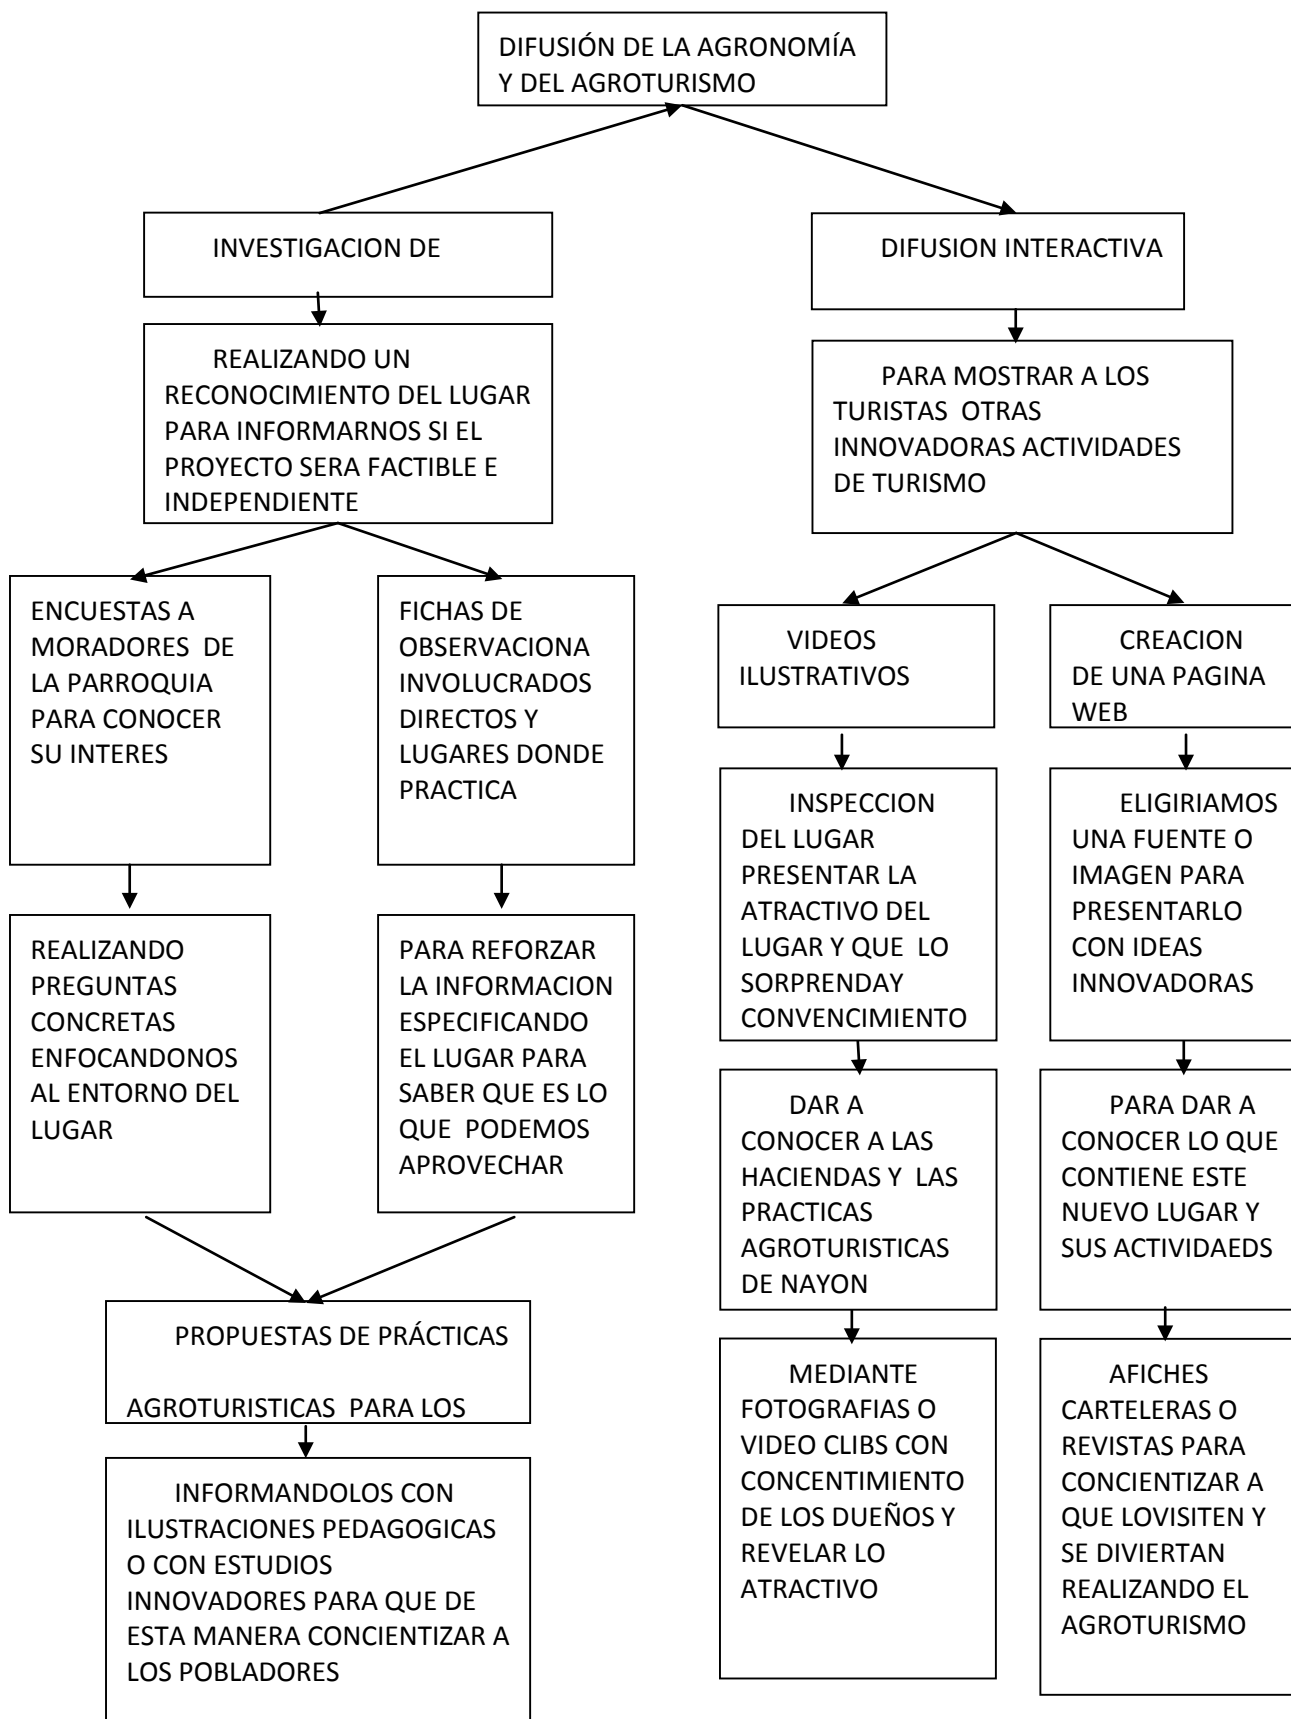 DIFUSIÓN DE LA AGRONOMÍA
Y DEL AGROTURISMO
INVESTIGACION DE
DIFUSION INTERACTIVA
REALIZANDO UN
RECONOCIMIENTO DEL LUGAR
PARA INFORMARNOS SI EL
PROYECTO SERA FACTIBLE E
INDEPENDIENTE
PARA MOSTRAR A LOS
TURISTAS OTRAS
INNOVADORAS ACTIVIDADES
DE TURISMO
ENCUESTAS A
MORADORES DE
LA PARROQUIA
PARA CONOCER
SU INTERES
FICHAS DE
OBSERVACIONA
INVOLUCRADOS
DIRECTOS Y
LUGARES DONDE
PRACTICA
VIDEOS
ILUSTRATIVOS
CREACION
DE UNA PAGINA
WEB
INSPECCION
DEL LUGAR
PRESENTAR LA
ATRACTIVO DEL
LUGAR Y QUE LO
SORPRENDAY
CONVENCIMIENTO
ELIGIRIAMOS
UNA FUENTE O
IMAGEN PARA
PRESENTARLO
CON IDEAS
INNOVADORAS
REALIZANDO
PREGUNTAS
CONCRETAS
ENFOCANDONOS
AL ENTORNO DEL
LUGAR
PARA REFORZAR
LA INFORMACION
ESPECIFICANDO
EL LUGAR PARA
SABER QUE ES LO
QUE PODEMOS
APROVECHAR
DAR A
CONOCER A LAS
HACIENDAS Y LAS
PRACTICAS
AGROTURISTICAS
DE NAYON
PARA DAR A
CONOCER LO QUE
CONTIENE ESTE
NUEVO LUGAR Y
SUS ACTIVIDAEDS
PROPUESTAS DE PRÁCTICAS
AGROTURISTICAS PARA LOS
MEDIANTE
FOTOGRAFIAS O
VIDEO CLIBS CON
CONCENTIMIENTO
DE LOS DUEÑOS Y
REVELAR LO
ATRACTIVO
AFICHES
CARTELERAS O
REVISTAS PARA
CONCIENTIZAR A
QUE LOVISITEN Y
SE DIVIERTAN
REALIZANDO EL
AGROTURISMO
INFORMANDOLOS CON
ILUSTRACIONES PEDAGOGICAS
O CON ESTUDIOS
INNOVADORES PARA QUE DE
ESTA MANERA CONCIENTIZAR A
LOS POBLADORES